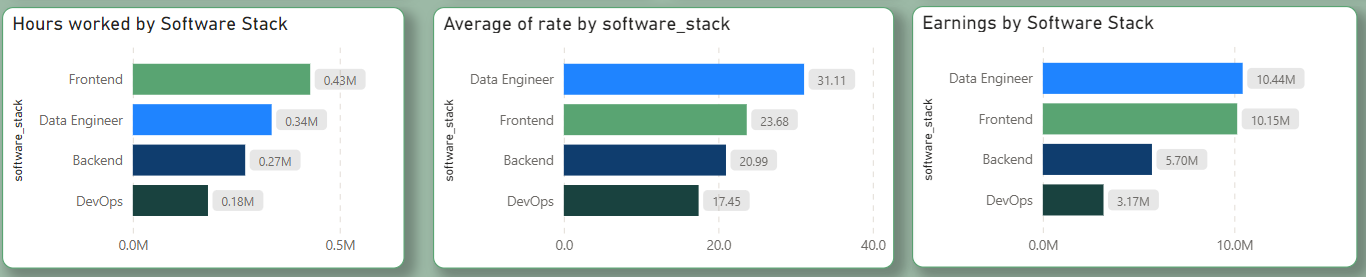 Hours worked by Software Stack
software_stack
Frontend 0.43M
Data Engineer 0.34M
Backend 0.27M
DevOps 0.18M
0.0M 0.5M
Average of rate by software_stack
software_stack
Data Engineer 31.11
Frontend 23.68
Backend 20.99
DevOps 17.45
0.0 20.0 40.0
Earnings by Software Stack
software_stack
Data Engineer 10.44M
Frontend 10.15M
Backend 5.70M
DevOps 3.17M
0.0M 10.0M